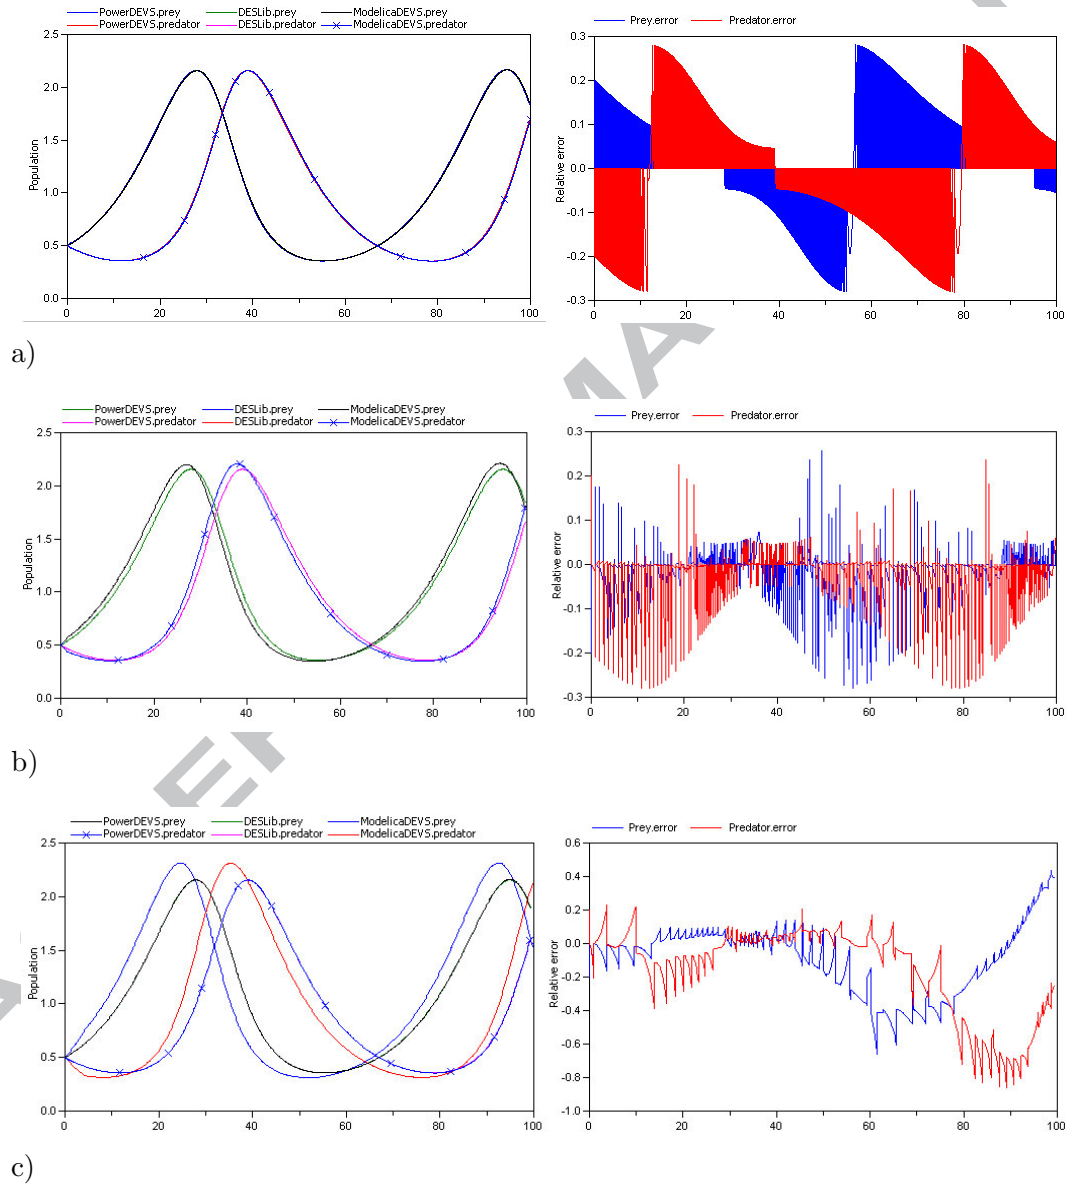 PowerDEVS.prey DESLib.prey ModelicaDEVS.prey
PowerDEVS.predator DESLib.predator ModelicaDEVS.predator
Prey.error Predator.error
2.5
2.0
1.5
1.0
0.5
0.0
Population
0 20 40 60 80 100
0.3
0.2
0.1
0.0
-0.1
-0.2
-0.3
Relative error
0 20 40 60 80 100
a)
PowerDEVS.prey DESLib.prey ModelicaDEVS.prey
PowerDEVS.predator DESLib.predator ModelicaDEVS.predator
Prey.error Predator.error
2.5
2.0
1.5
1.0
0.5
0.0
Population
0 20 40 60 80 100
0.3
0.2
0.1
0.0
-0.1
-0.2
-0.3
Relative error
0 20 40 60 80 100
b)
PowerDEVS.prey DESLib.prey ModelicaDEVS.prey
PowerDEVS.predator DESLib.predator ModelicaDEVS.predator
Prey.error Predator.error
2.5
2.0
1.5
1.0
0.5
0.0
Population
0 20 40 60 80 100
0.6
0.4
0.2
0.0
-0.2
-0.4
-0.6
-0.8
-1.0
Relative error
0 20 40 60 80 100
c)